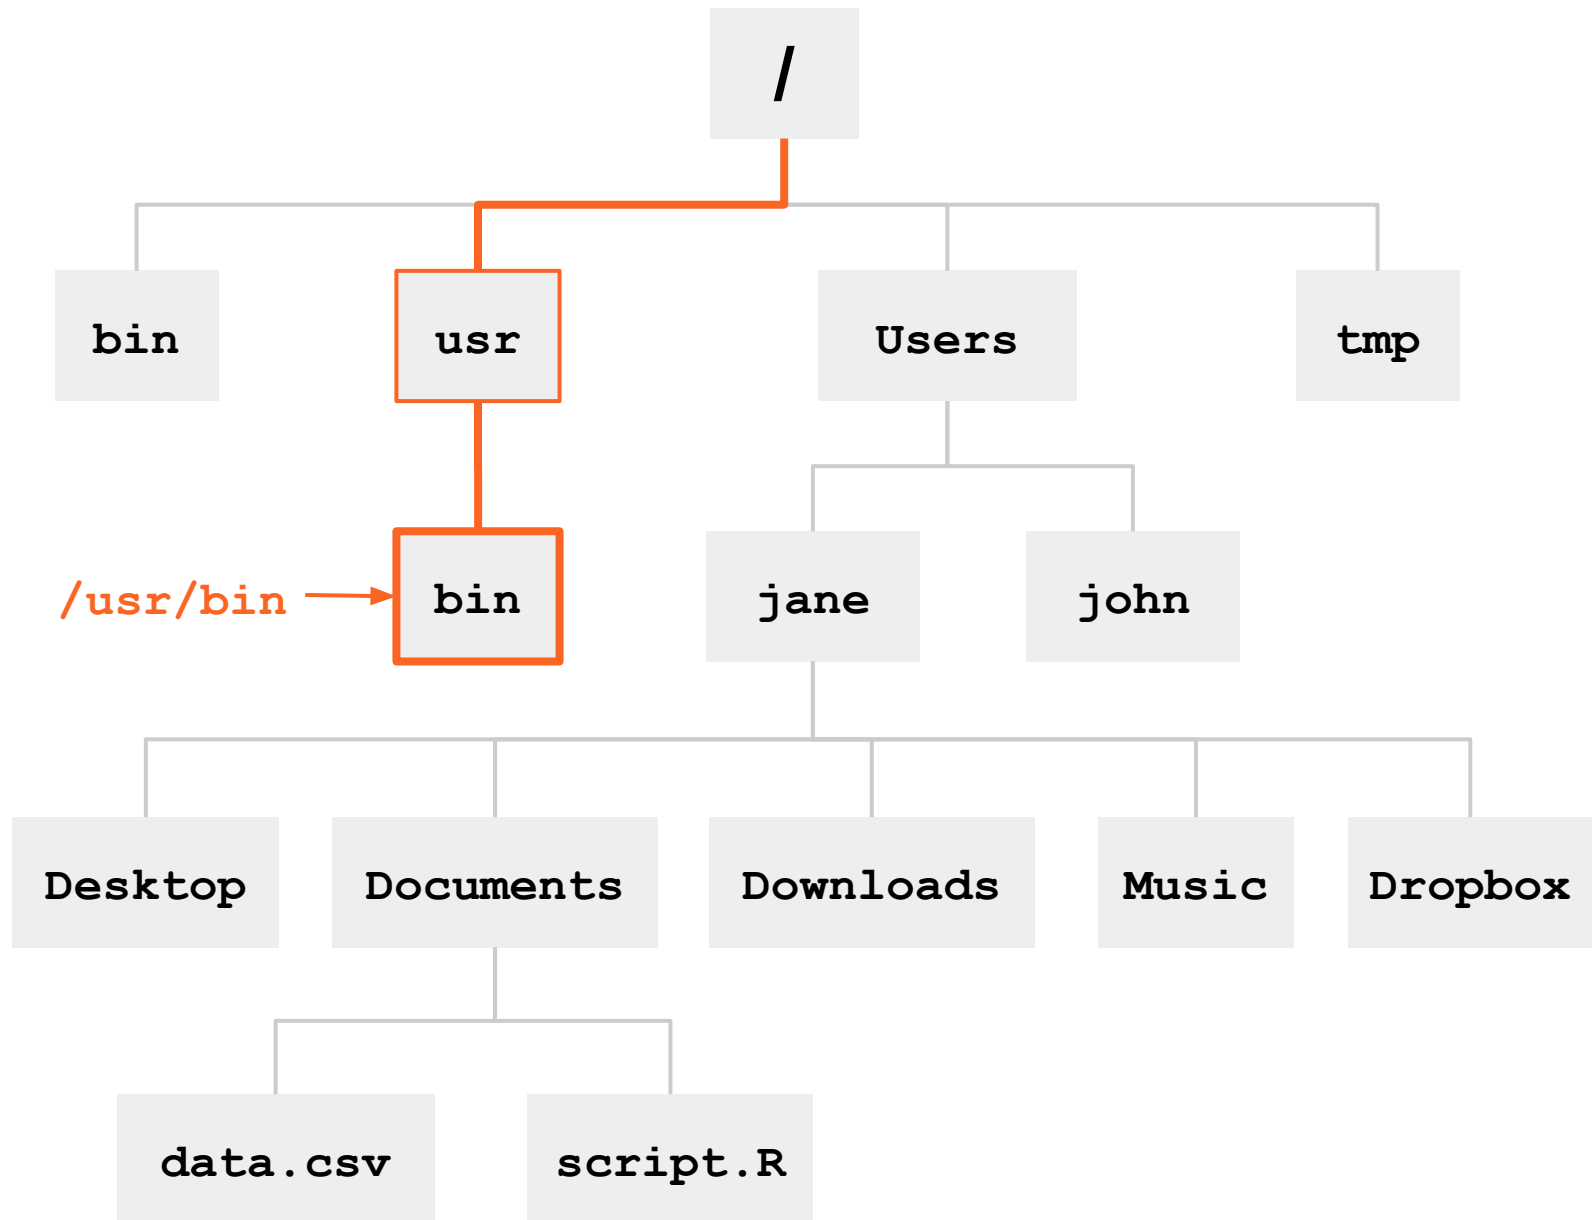 /
bin
usr
Users
tmp
/usr/bin
bin
jane
john
Desktop
Documents
Downloads
Music
Dropbox
data.csv
script.R